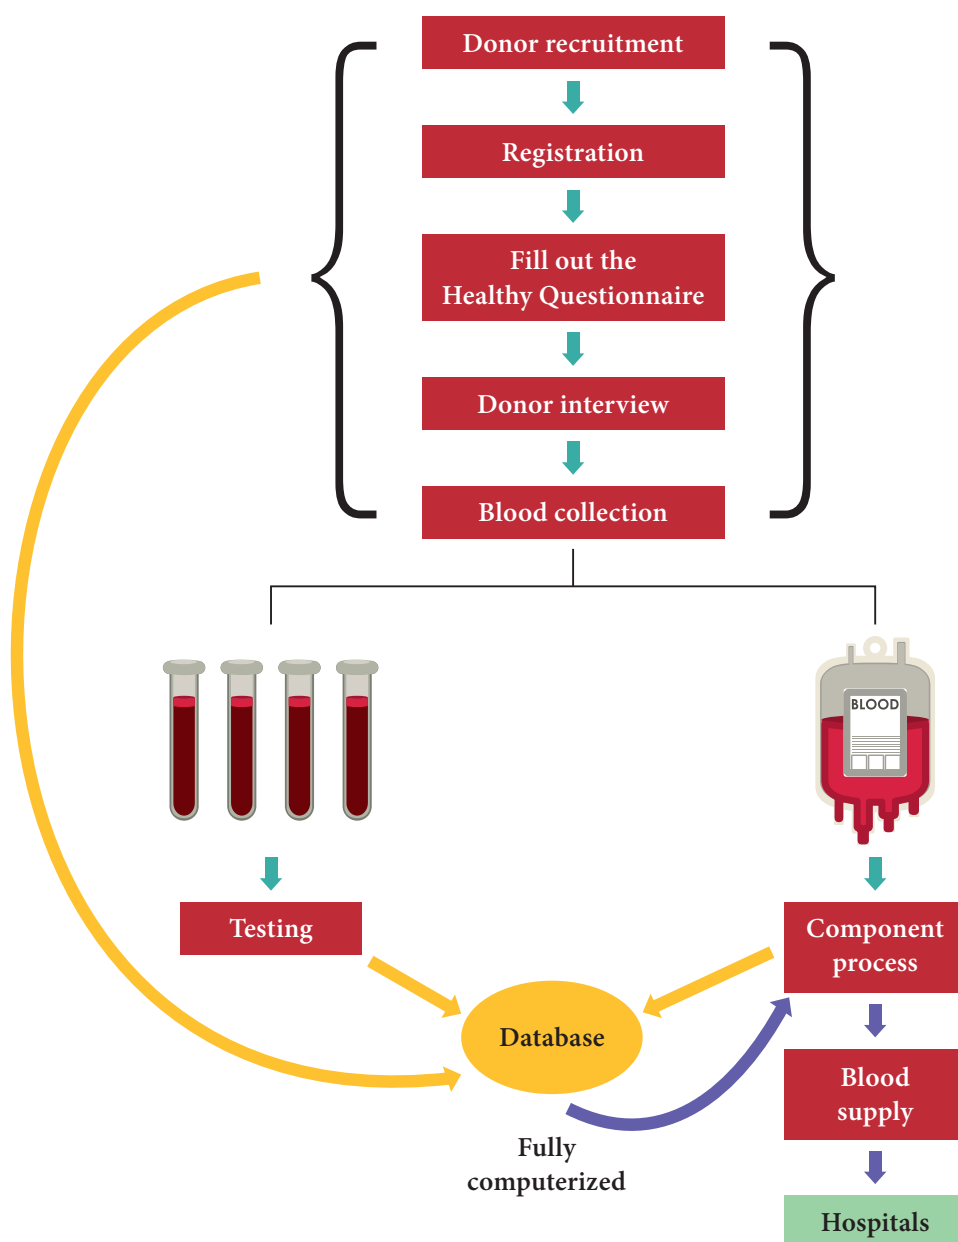 Donor recruitment
Registration
Fill out the
Healthy Questionnaire
Donor interview
Blood collection
BLOOD
Testing
Component
process
Database
Blood
supply
Fully
computerized
Hospitals